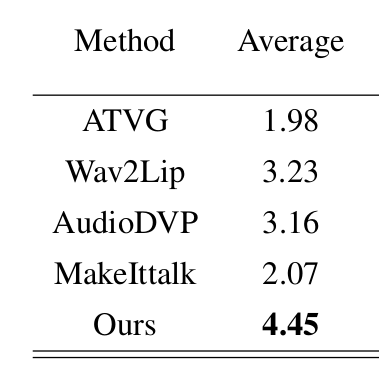 Method Average
ATVG 1.98
Wav2Lip 3.23
AudioDVP 3.16
MakeIttalk 2.07
Ours 4.45